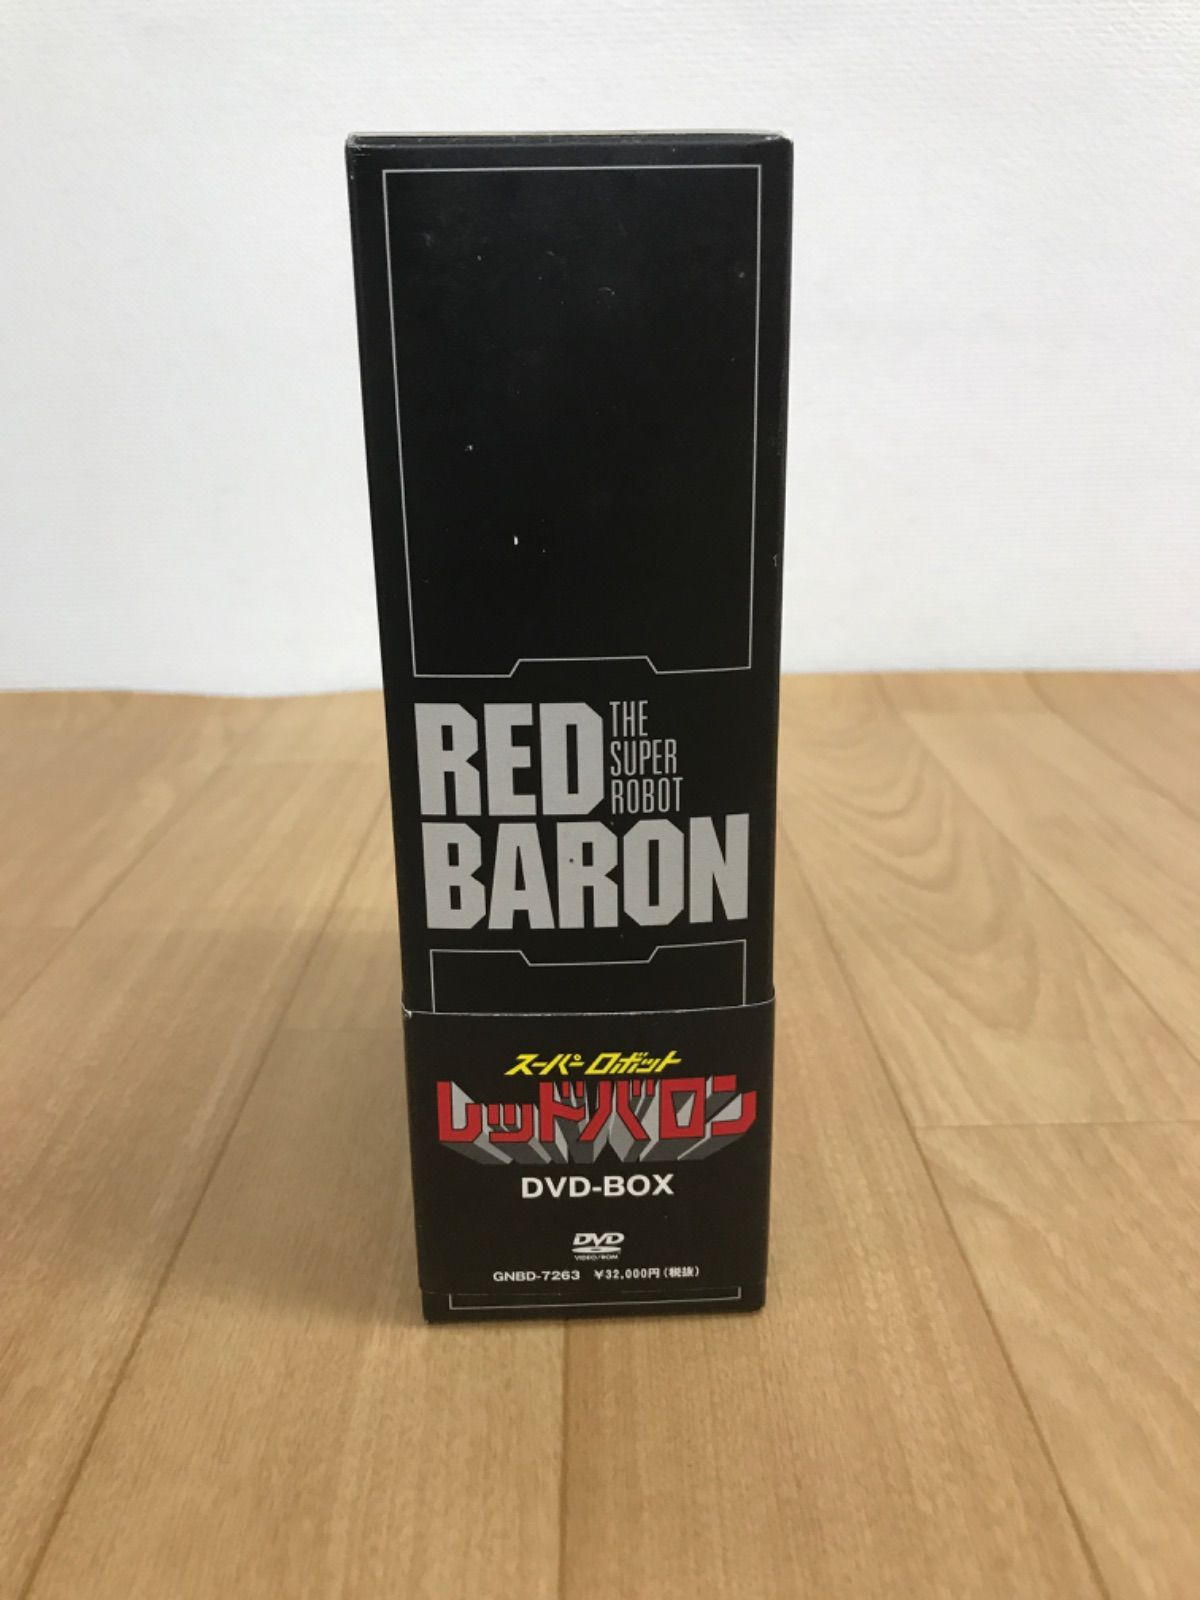 RED
THE
SUPER
ROBOT
BARON
スーパーロボット
レッドバロン
DVD-BOX
DVD
VIDEO/ROM
GNBD-7263 ¥32,000円(税抜)